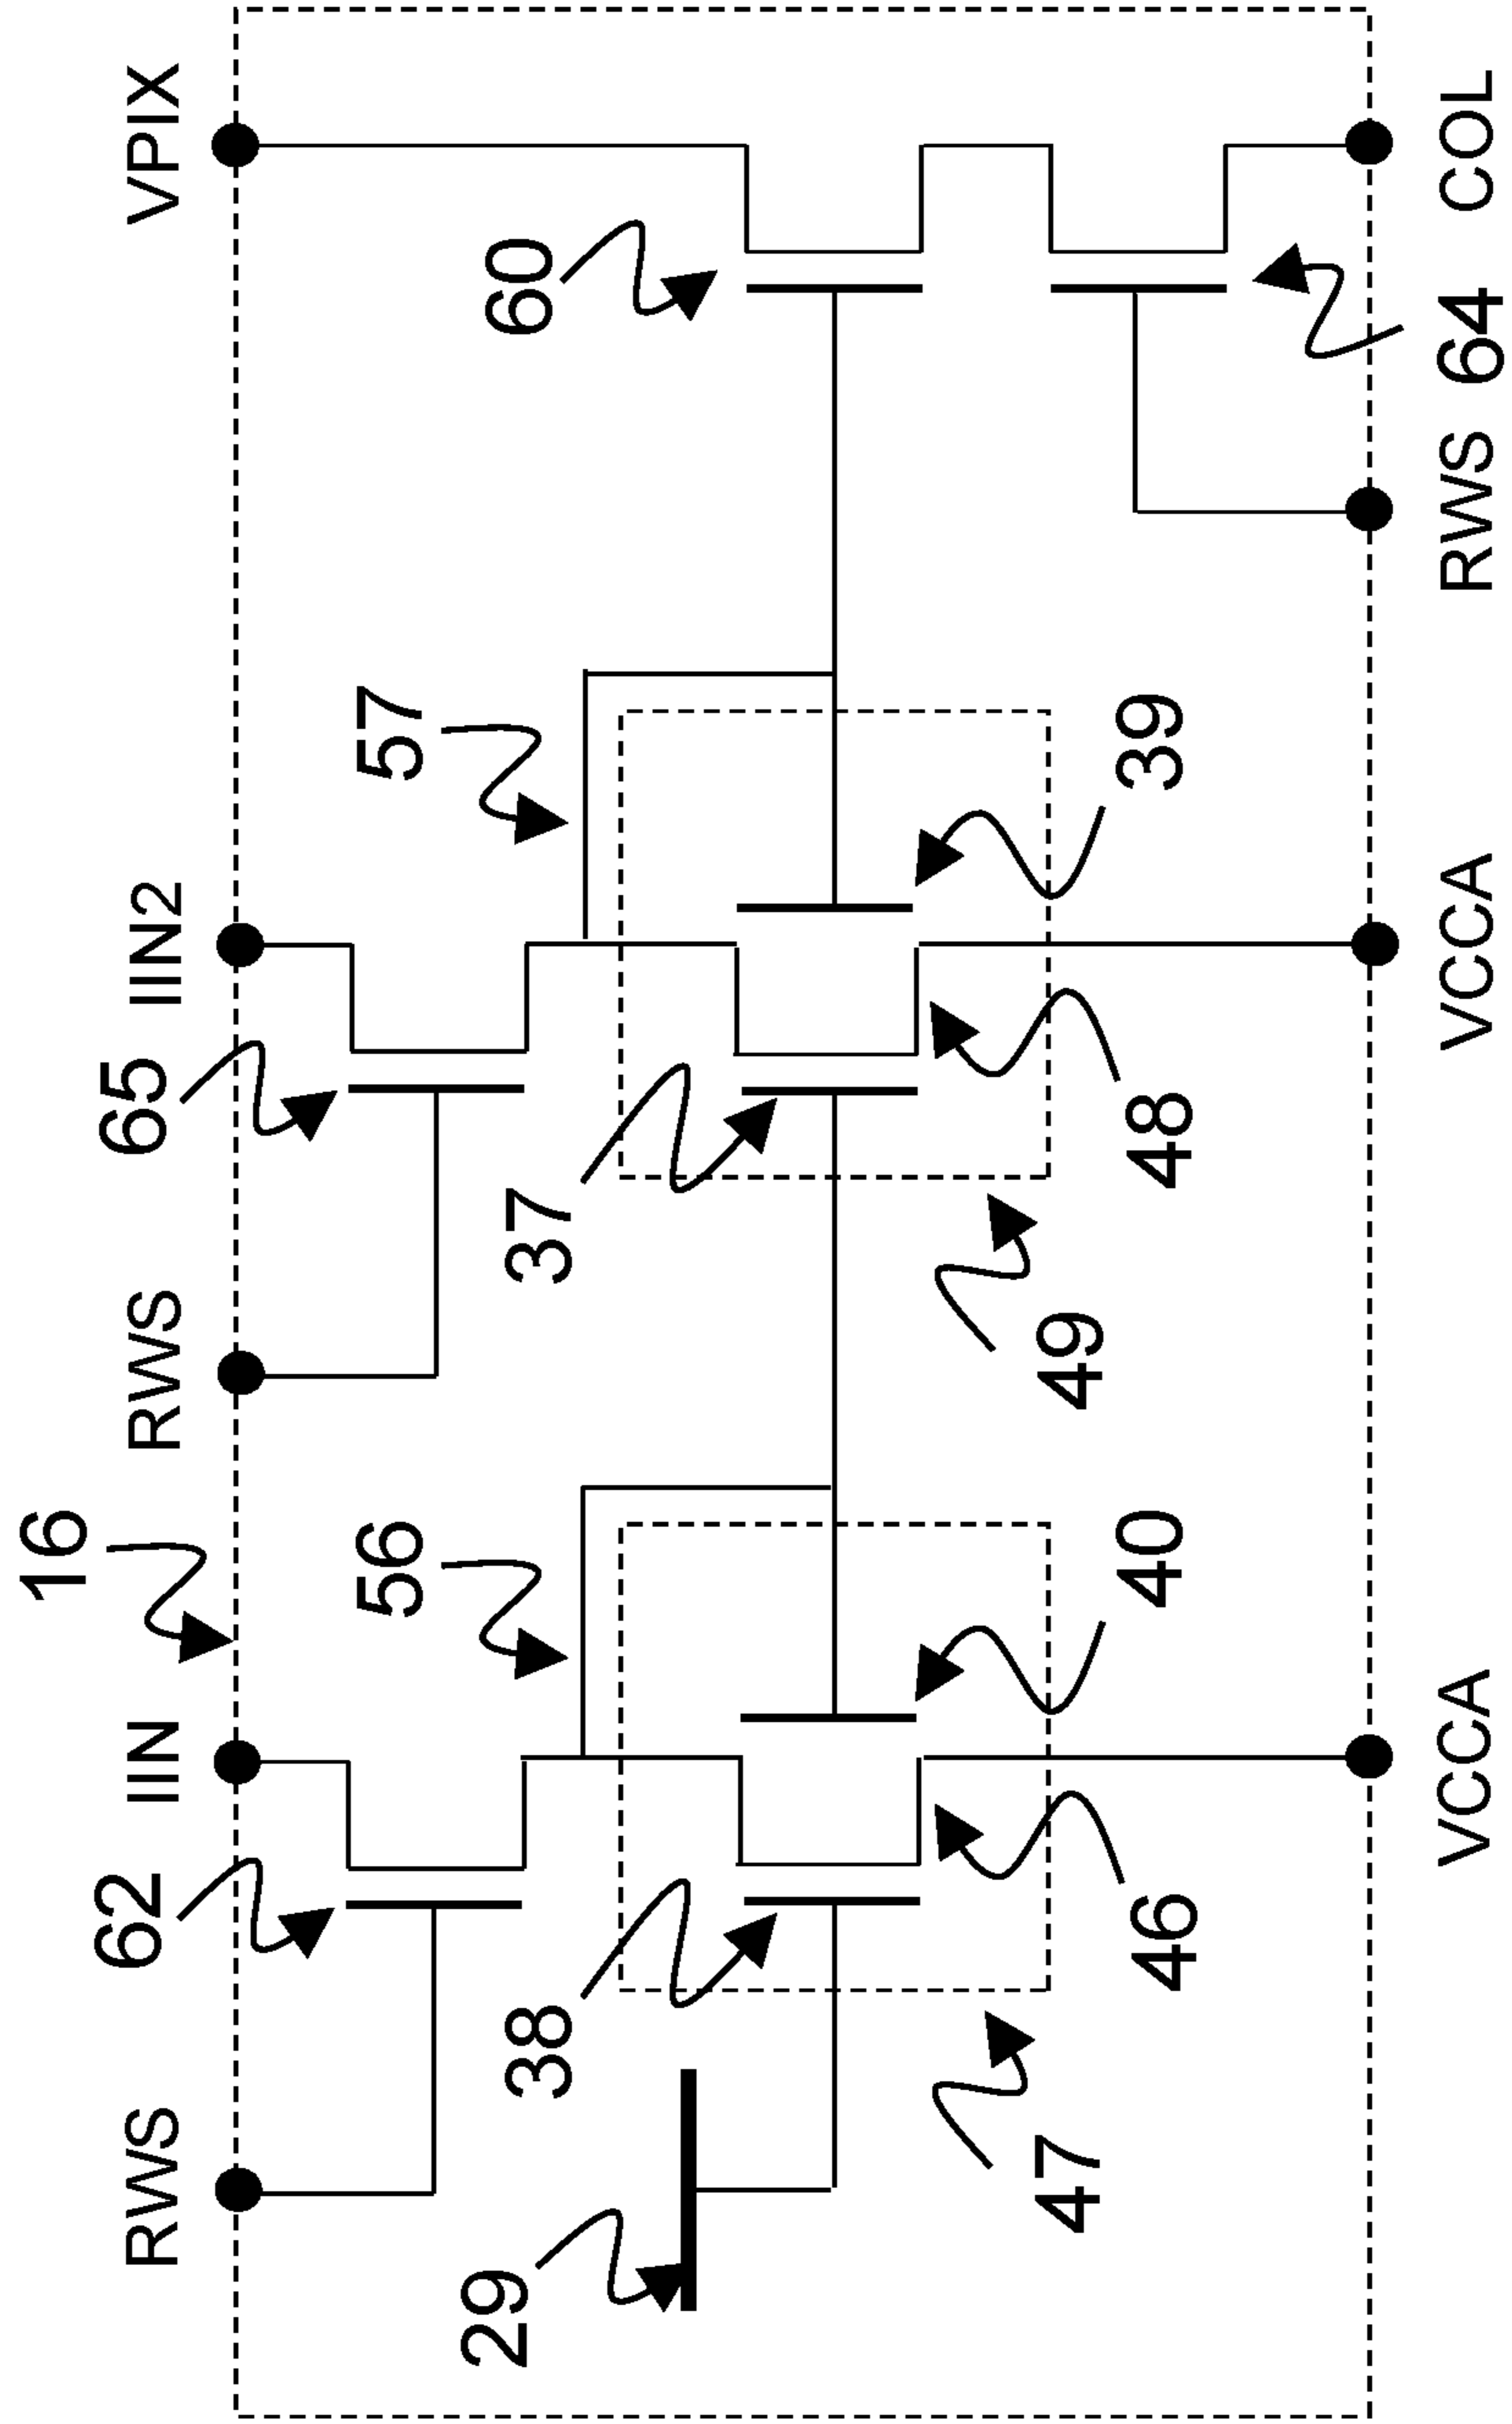 16
RWS 62 IIN RWS 65 IIN2 VPIX
56 57
29 38 37 60
47 49
46 40 48 39
VCCA VCCA RWS 64 COL